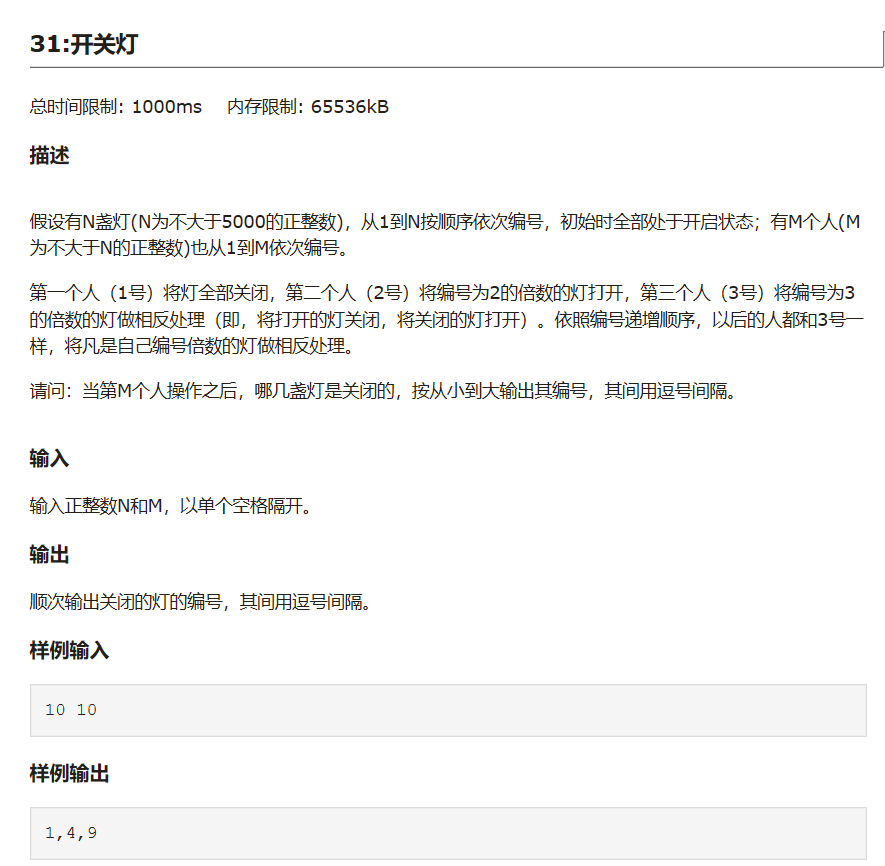 31:开关灯
总时间限制: 1000ms 内存限制: 65536kB
描述
假设有N盏灯(N为不大于5000的正整数)，从1到N按顺序依次编号，初始时全部处于开启状态；有M个人(M
为不大于N的正整数)也从1到M依次编号。
第一个人（1号）将灯全部关闭，第二个人（2号）将编号为2的倍数的灯打开，第三个人（3号）将编号为3
的倍数的灯做相反处理（即，将打开的灯关闭，将关闭的灯打开）。依照编号递增顺序，以后的人都和3号一
样，将凡是自己编号倍数的灯做相反处理。
请问：当第M个人操作之后，哪几盏灯是关闭的，按从小到大输出其编号，其间用逗号间隔。
输入
输入正整数N和M，以单个空格隔开。
输出
顺次输出关闭的灯的编号，其间用逗号间隔。
样例输入
10 10
样例输出
1,4,9